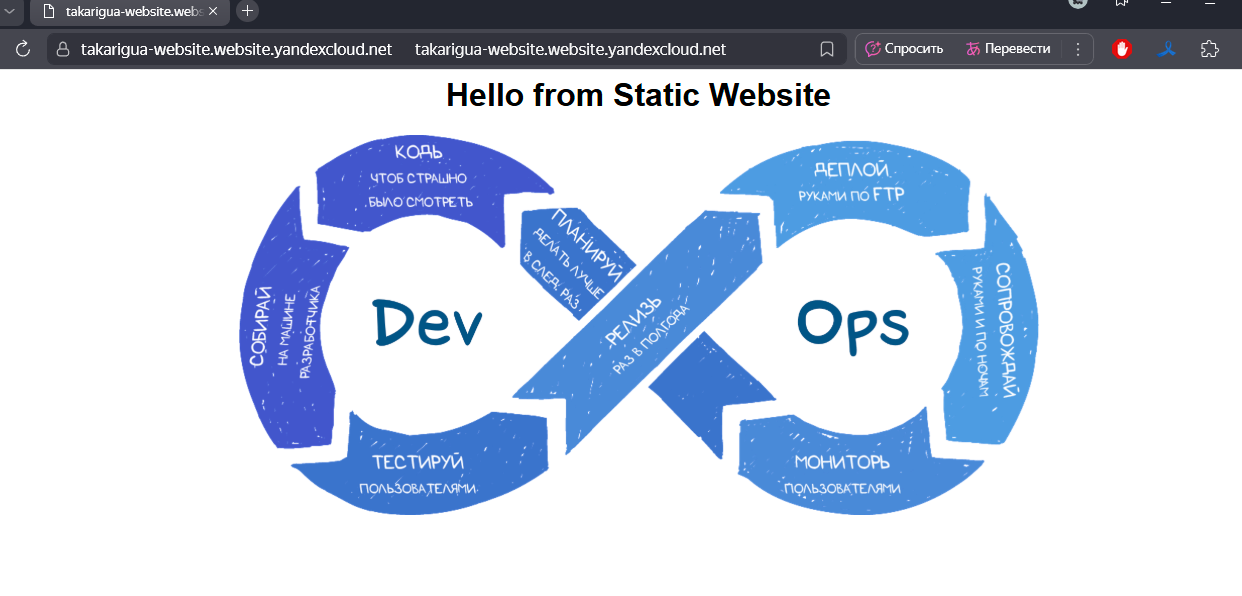 takarigua-website.webs
takarigua-website.website.yandexcloud.net takarigua-website.website.yandexcloud.net
Спросить
Перевести
Hello from Static Website
КОДЬ
ЧТОБ СТРАШНО
БЫЛО СМОТРЕТЬ
ПЛАНИРУЙ
ДЕЛАТЬ ЛУЧШЕ
В СЛЕД. РАЗ.
ДЕПЛОЙ
РУКАМИ ПО FTP
СОБИРАЙ
НА МАШИНЕ
РАЗРАБОТЧИКА
Dev
РЕЛИЗЬ
РАЗ В ПОЛГОДА
Ops
СОПРОВОЖДАЙ
РУКАМИ И ПО НОЧАМ
ТЕСТИРУЙ
ПОЛЬЗОВАТЕЛЯМИ
МОНИТОРЬ
ПОЛЬЗОВАТЕЛЯМИ